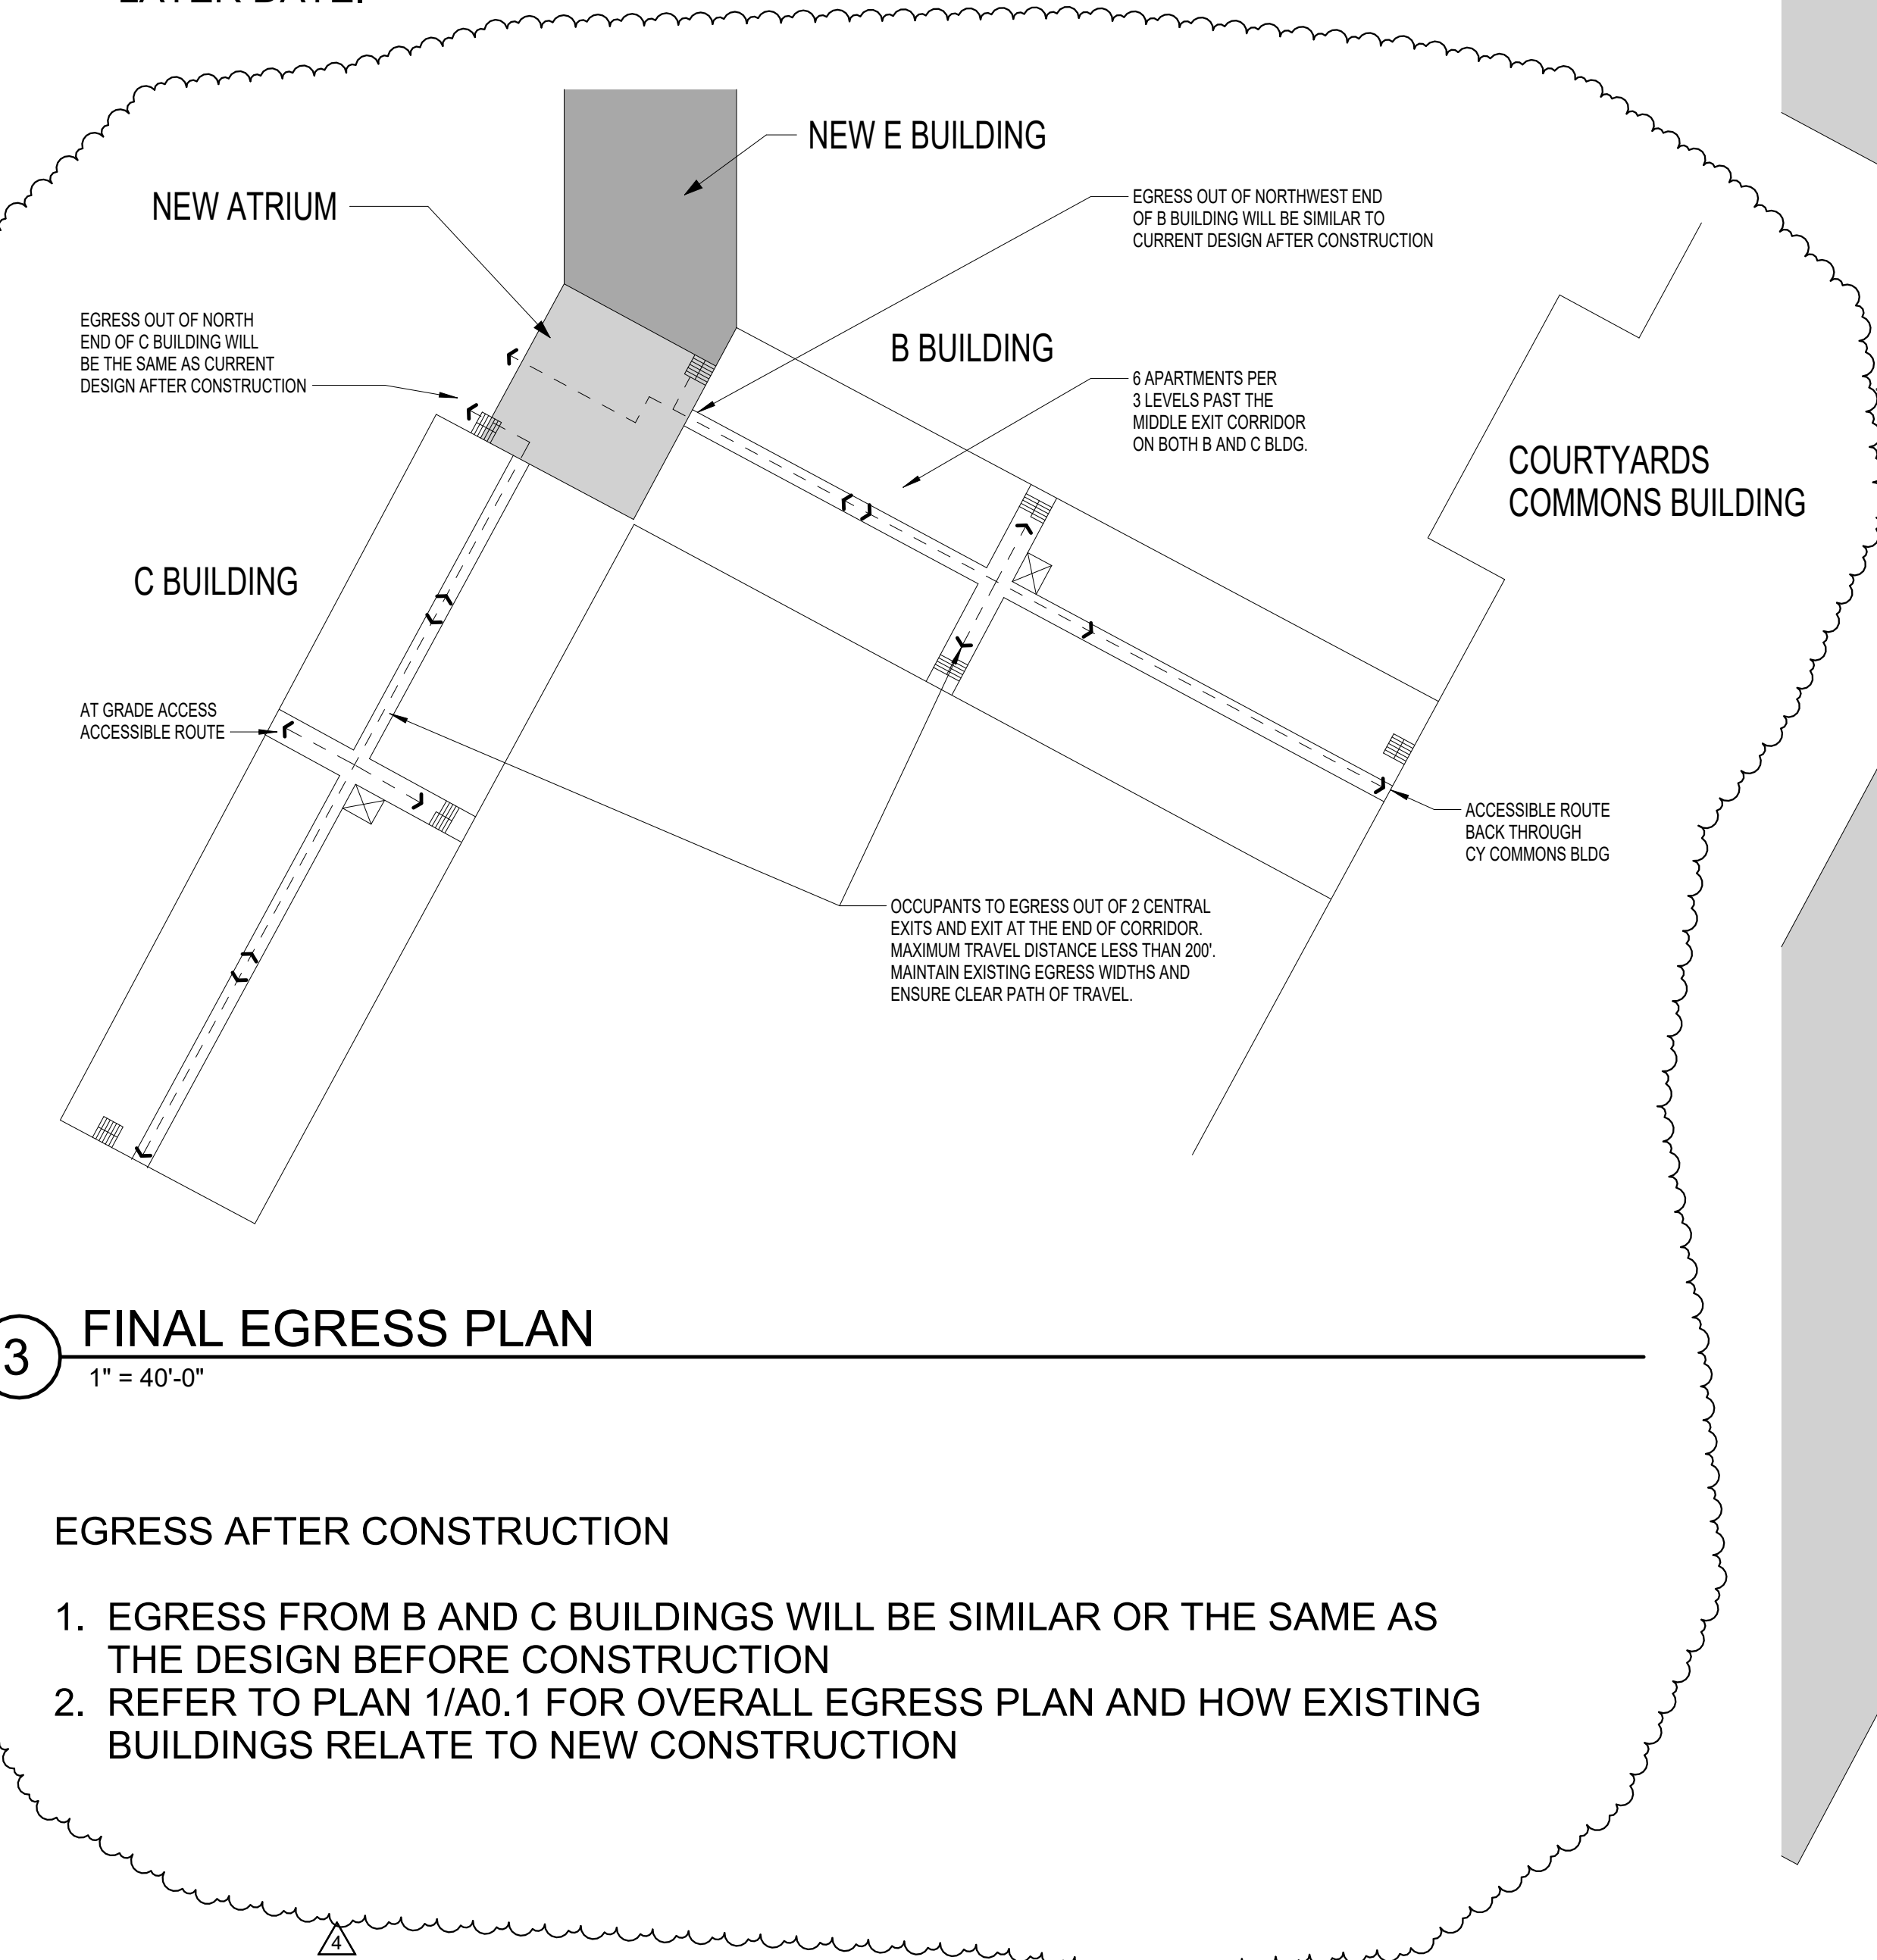 LATER DATE.
NEW E BUILDING
NEW ATRIUM
EGRESS OUT OF NORTHWEST END
OF B BUILDING WILL BE SIMILAR TO
CURRENT DESIGN AFTER CONSTRUCTION
EGRESS OUT OF NORTH
END OF C BUILDING WILL
BE THE SAME AS CURRENT
DESIGN AFTER CONSTRUCTION
B BUILDING
6 APARTMENTS PER
3 LEVELS PAST THE
MIDDLE EXIT CORRIDOR
ON BOTH B AND C BLDG.
COURTYARDS
COMMONS BUILDING
C BUILDING
AT GRADE ACCESS
ACCESSIBLE ROUTE
ACCESSIBLE ROUTE
BACK THROUGH
CY COMMONS BLDG
OCCUPANTS TO EGRESS OUT OF 2 CENTRAL
EXITS AND EXIT AT THE END OF CORRIDOR.
MAXIMUM TRAVEL DISTANCE LESS THAN 200'.
MAINTAIN EXISTING EGRESS WIDTHS AND
ENSURE CLEAR PATH OF TRAVEL.
3
FINAL EGRESS PLAN
1" = 40'-0"
EGRESS AFTER CONSTRUCTION
1. EGRESS FROM B AND C BUILDINGS WILL BE SIMILAR OR THE SAME AS
THE DESIGN BEFORE CONSTRUCTION
2. REFER TO PLAN 1/A0.1 FOR OVERALL EGRESS PLAN AND HOW EXISTING
BUILDINGS RELATE TO NEW CONSTRUCTION
4